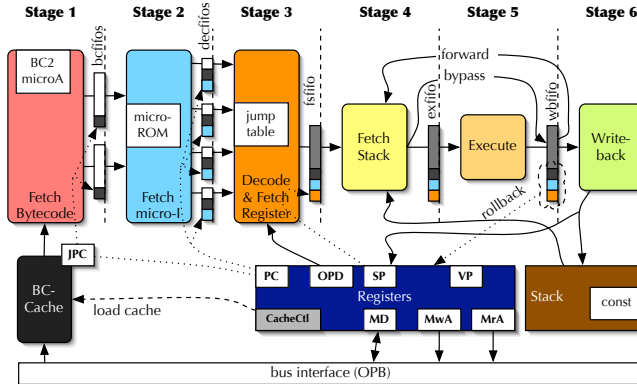 Stage 1
Stage 2
Stage 3
Stage 4
Stage 5
Stage 6
BC2
microA
bcfifos
decfifos
micro-
ROM
jump
table
fsfifo
exfifo
wbfifo
forward
bypass
Fetch
Stack
Execute
Write-
back
Fetch
Bytecode
Fetch
micro-I
Decode
& Fetch
Register
rollback
JPC
BC-
Cache
load cache
PC
OPD
SP
VP
Registers
CacheCtl
MD
MwA
MrA
Stack
const
bus interface (OPB)